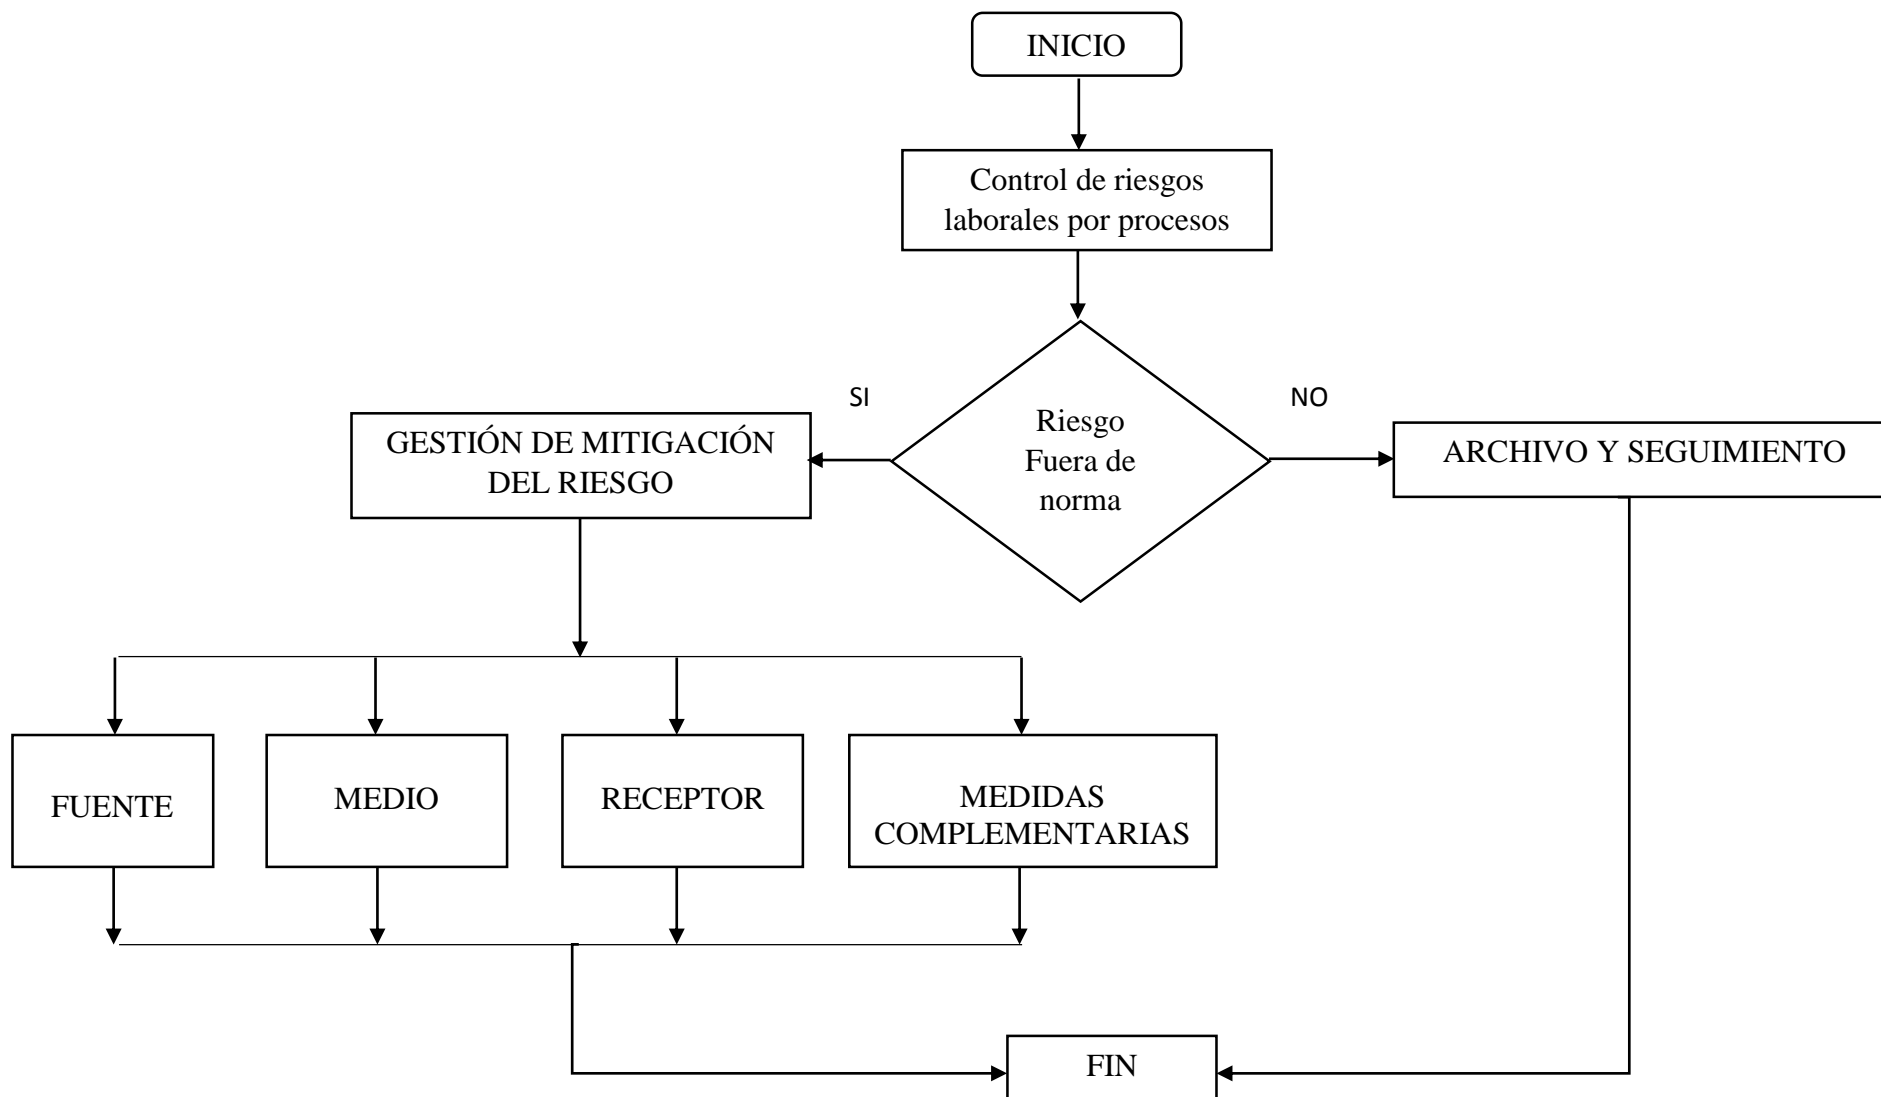 INICIO
Control de riesgos
laborales por procesos
SI
NO
Riesgo
Fuera de
norma
GESTIÓN DE MITIGACIÓN
DEL RIESGO
ARCHIVO Y SEGUIMIENTO
FUENTE
MEDIO
RECEPTOR
MEDIDAS
COMPLEMENTARIAS
FIN